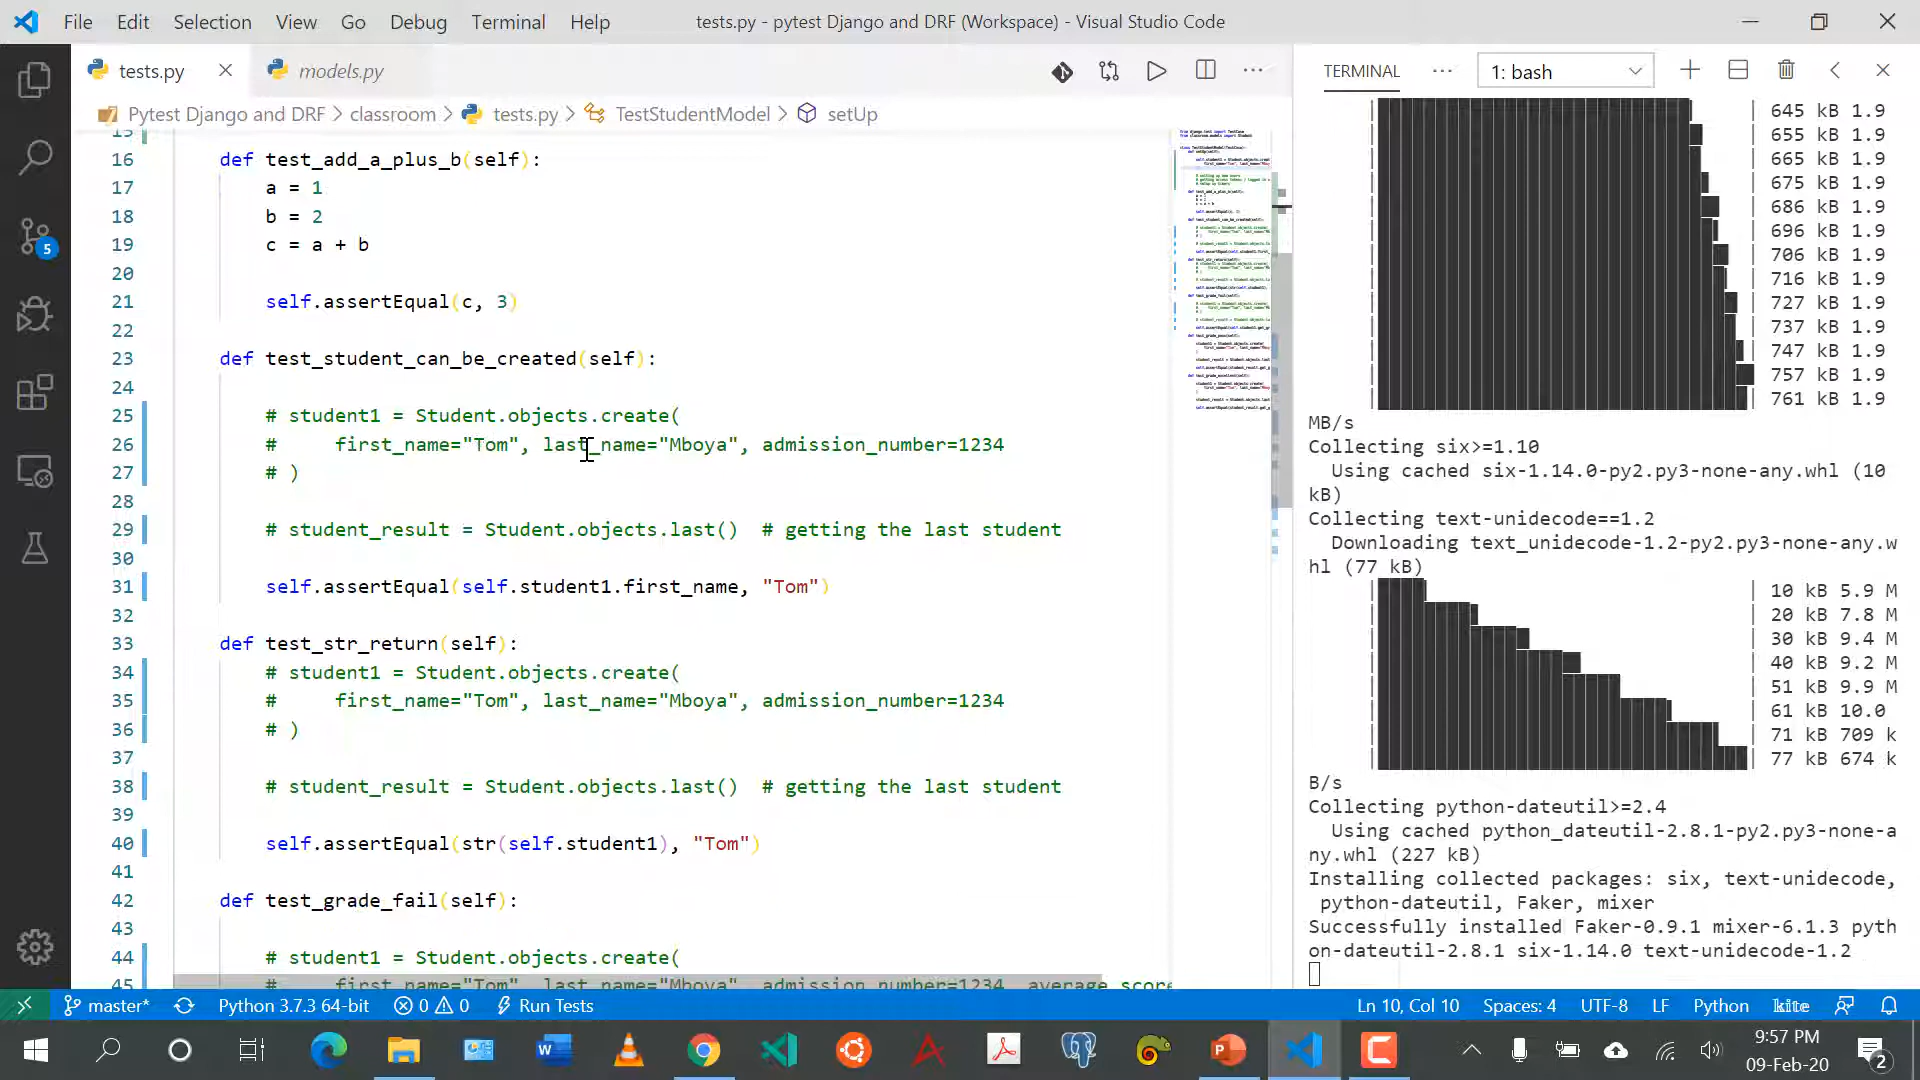 File Edit Selection View Go Debug Terminal Help tests.py - pytest Django and DRF (Workspace) - Visual Studio Code
tests.py models.py
Pytest Django and DRF > classroom > tests.py > TestStudentModel > setUp
15
16 def test_add_a_plus_b(self):
17 a = 1
18 b = 2
19 c = a + b
20
21 self.assertEqual(c, 3)
22
23 def test_student_can_be_created(self):
24
25 # student1 = Student.objects.create(
26 # first_name="Tom", last_name="Mboya", admission_number=1234
27 # )
28
29 # student_result = Student.objects.last() # getting the last student
30
31 self.assertEqual(self.student1.first_name, "Tom")
32
33 def test_str_return(self):
34 # student1 = Student.objects.create(
35 # first_name="Tom", last_name="Mboya", admission_number=1234
36 # )
37
38 # student_result = Student.objects.last() # getting the last student
39
40 self.assertEqual(str(self.student1), "Tom")
41
42 def test_grade_fail(self):
43
44 # student1 = Student.objects.create(
45 # first_name="Tom", last_name="Mboya", admission_number=1234, average_score
TERMINAL ... 1: bash
| 645 kB 1.9
| 655 kB 1.9
| 665 kB 1.9
| 675 kB 1.9
| 686 kB 1.9
| 696 kB 1.9
| 706 kB 1.9
| 716 kB 1.9
| 727 kB 1.9
| 737 kB 1.9
| 747 kB 1.9
| 757 kB 1.9
| 761 kB 1.9
MB/s
Collecting six>=1.10
Using cached six-1.14.0-py2.py3-none-any.whl (10
kB)
Collecting text-unidecode==1.2
Downloading text_unidecode-1.2-py2.py3-none-any.w
hl (77 kB)
| 10 kB 5.9 M
| 20 kB 7.8 M
| 30 kB 9.4 M
| 40 kB 9.2 M
| 51 kB 9.9 M
| 61 kB 10.0
| 71 kB 709 k
| 77 kB 674 k
B/s
Collecting python-dateutil>=2.4
Using cached python_dateutil-2.8.1-py2.py3-none-a
ny.whl (227 kB)
Installing collected packages: six, text-unidecode,
python-dateutil, Faker, mixer
Successfully installed Faker-0.9.1 mixer-6.1.3 pyth
on-dateutil-2.8.1 six-1.14.0 text-unidecode-1.2
5
master* Python 3.7.3 64-bit 0 0 Run Tests Ln 10, Col 10 Spaces: 4 UTF-8 LF Python kite
9:57 PM
09-Feb-20
2